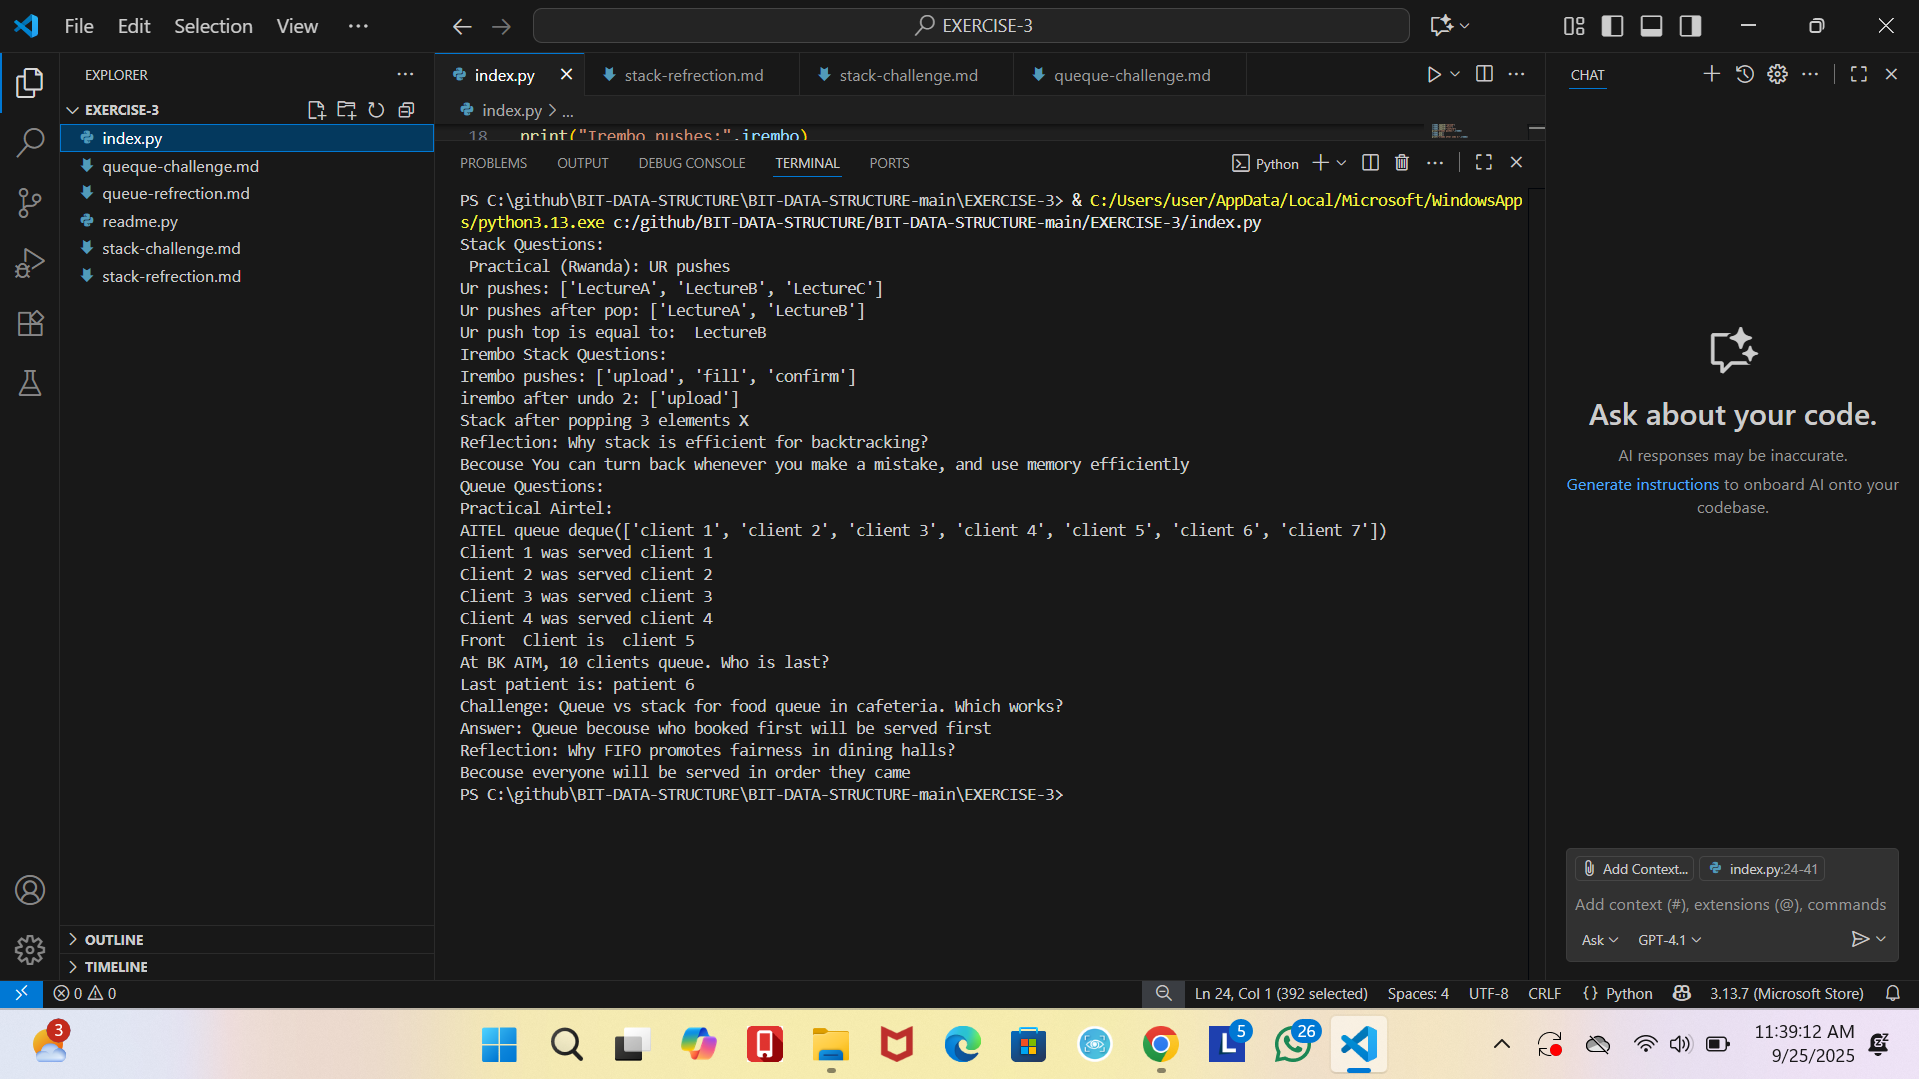 File Edit Selection View ...
EXERCISE-3
EXPLORER
EXERCISE-3
index.py
queque-challenge.md
queue-refrection.md
readme.py
stack-challenge.md
stack-refrection.md
OUTLINE
TIMELINE
index.py
stack-refrection.md
stack-challenge.md
queque-challenge.md
index.py > ...
18 print("Irembo pushes:",irembo)
PROBLEMS OUTPUT DEBUG CONSOLE TERMINAL PORTS
Python
PS C:\github\BIT-DATA-STRUCTURE\BIT-DATA-STRUCTURE-main\EXERCISE-3> & C:/Users/user/AppData/Local/Microsoft/WindowsApp
s/python3.13.exe c:/github/BIT-DATA-STRUCTURE/BIT-DATA-STRUCTURE-main/EXERCISE-3/index.py
Stack Questions:
 Practical (Rwanda): UR pushes
Ur pushes: ['LectureA', 'LectureB', 'LectureC']
Ur pushes after pop: ['LectureA', 'LectureB']
Ur push top is equal to:  LectureB
Irembo Stack Questions:
Irembo pushes: ['upload', 'fill', 'confirm']
irembo after undo 2: ['upload']
Stack after popping 3 elements X
Reflection: Why stack is efficient for backtracking?
Becouse You can turn back whenever you make a mistake, and use memory efficiently
Queue Questions:
Practical Airtel:
AITEL queue deque(['client 1', 'client 2', 'client 3', 'client 4', 'client 5', 'client 6', 'client 7'])
Client 1 was served client 1
Client 2 was served client 2
Client 3 was served client 3
Client 4 was served client 4
Front  Client is  client 5
At BK ATM, 10 clients queue. Who is last?
Last patient is: patient 6
Challenge: Queue vs stack for food queue in cafeteria. Which works?
Answer: Queue becouse who booked first will be served first
Reflection: Why FIFO promotes fairness in dining halls?
Becouse everyone will be served in order they came
PS C:\github\BIT-DATA-STRUCTURE\BIT-DATA-STRUCTURE-main\EXERCISE-3>
CHAT
Ask about your code.
AI responses may be inaccurate.
Generate instructions to onboard AI onto your
codebase.
Add Context...
index.py:24-41
Add context (#), extensions (@), commands
Ask
GPT-4.1
0 0
Ln 24, Col 1 (392 selected)
Spaces: 4
UTF-8
CRLF
{} Python
3.13.7 (Microsoft Store)
3
L
5
26
11:39:12 AM
9/25/2025